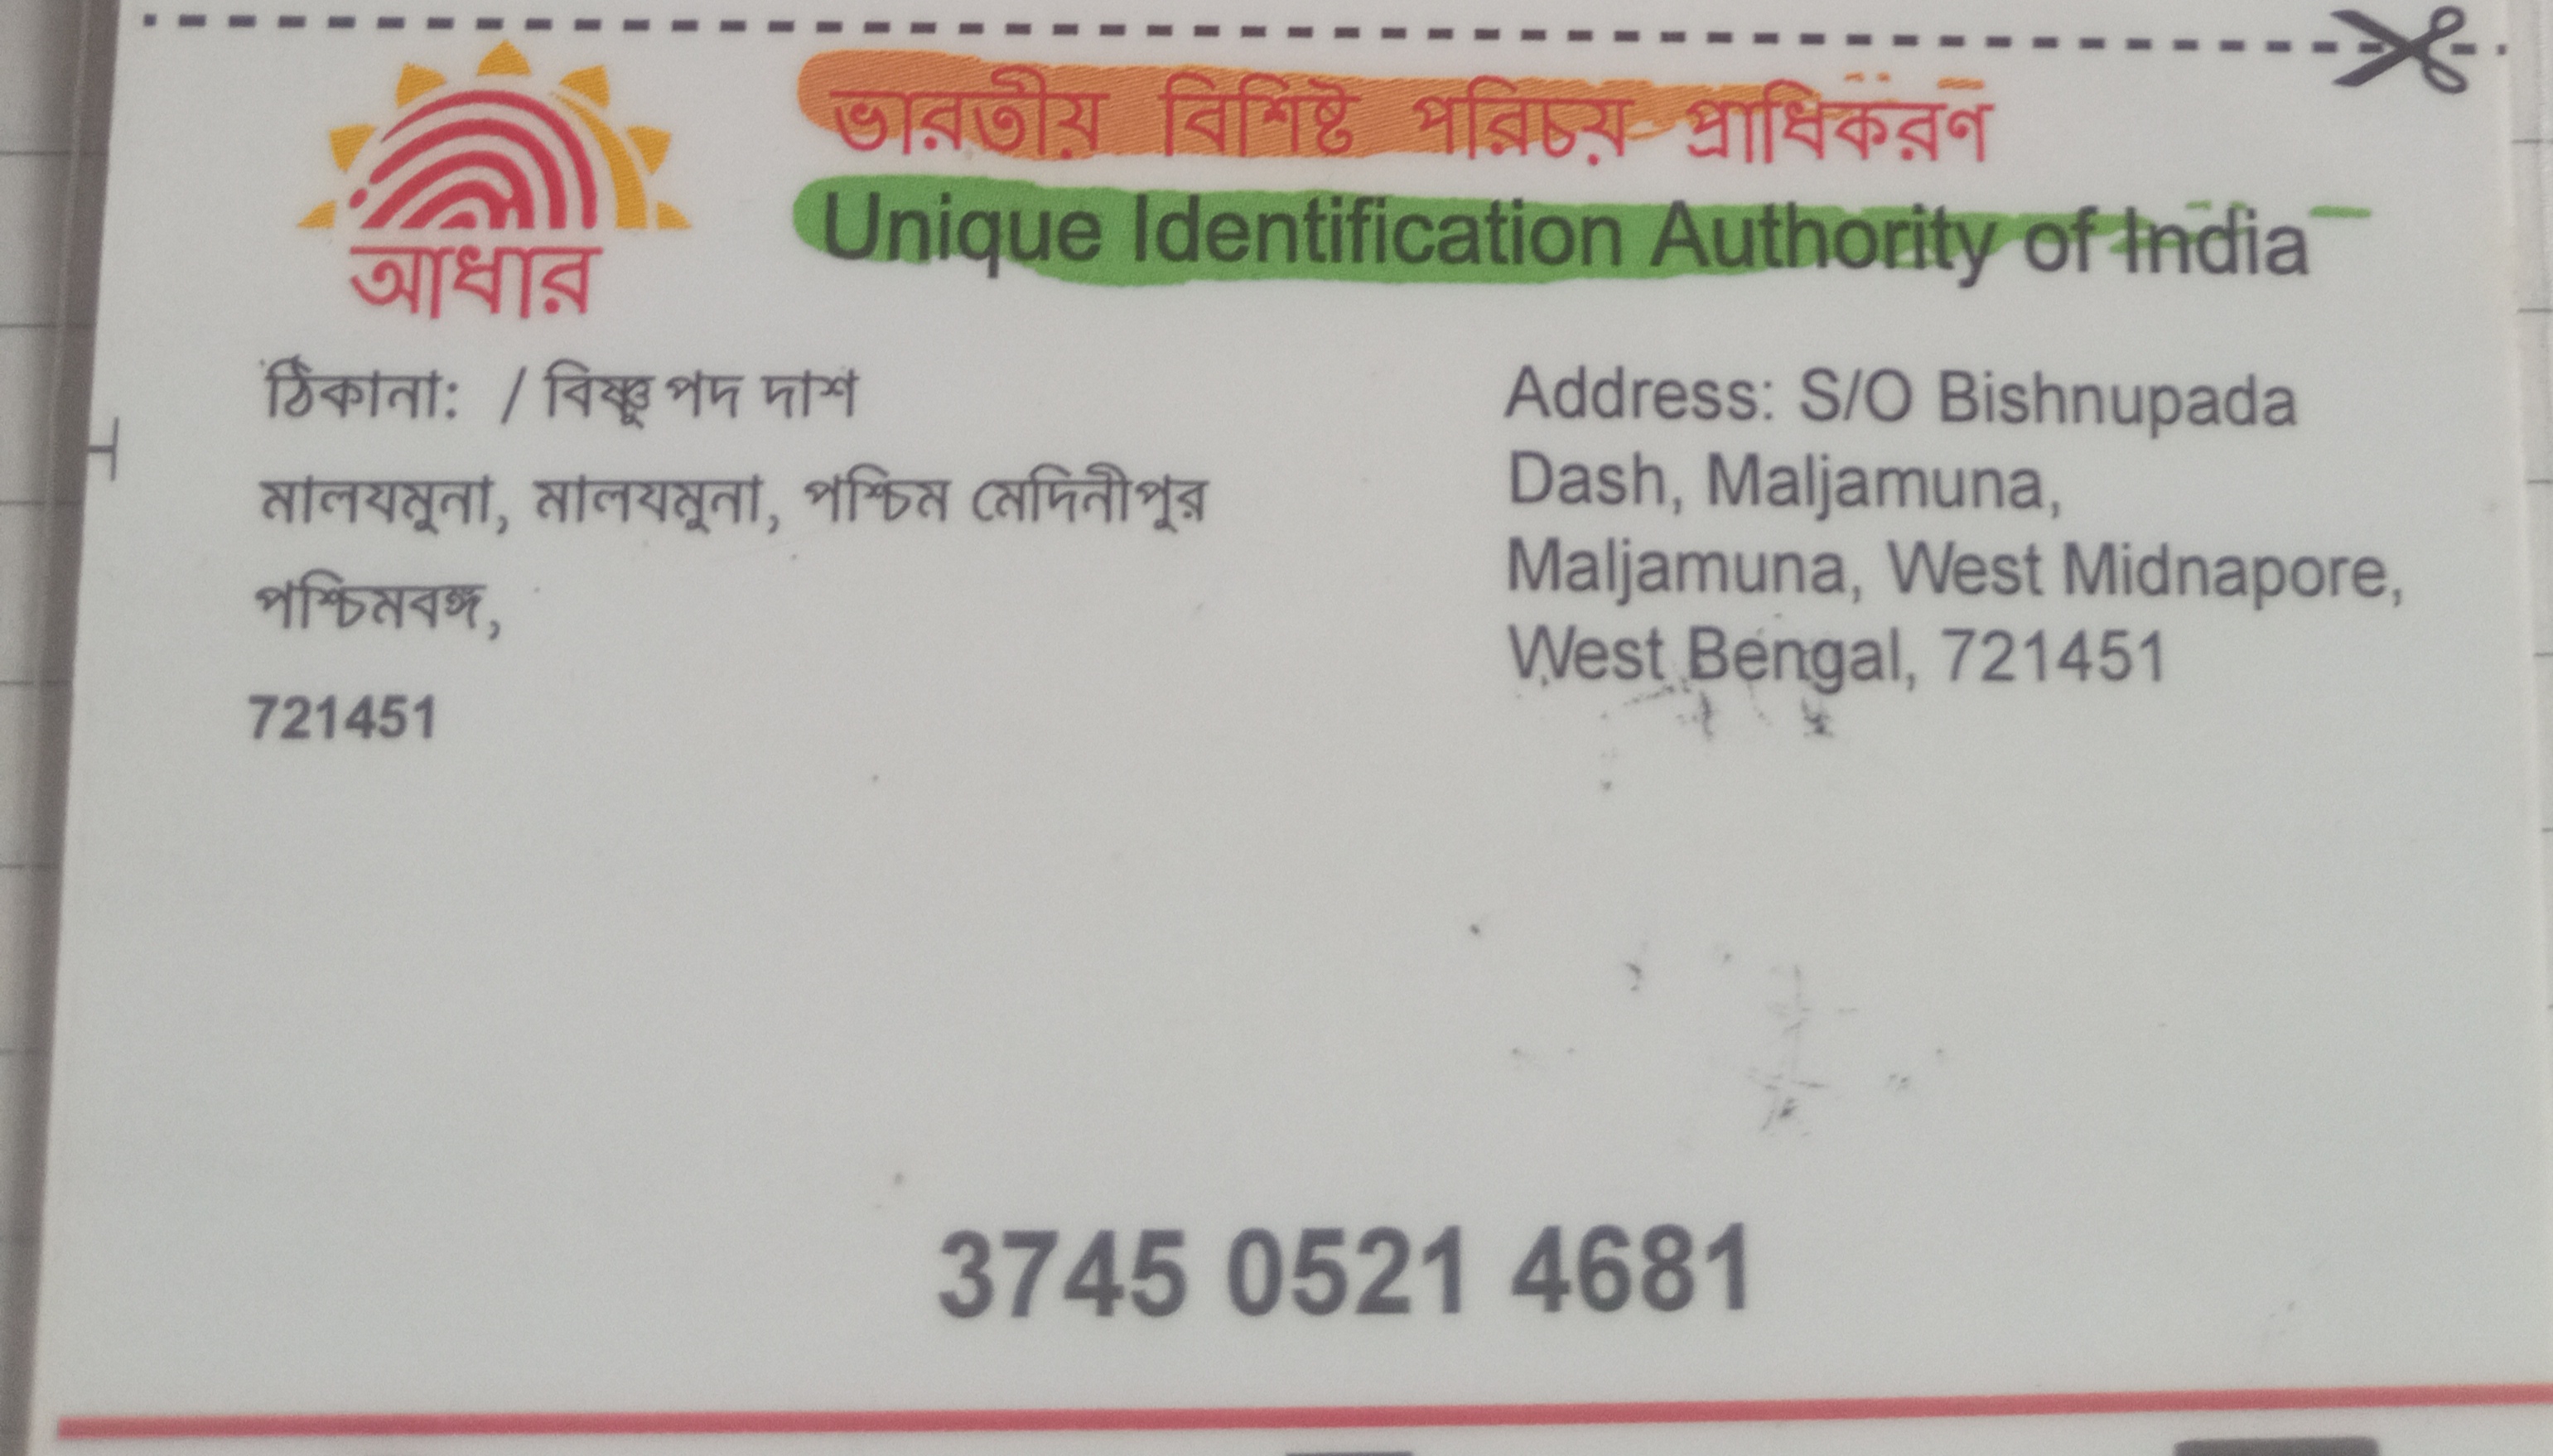 ভারতীয় বিশিষ্ট পরিচয় প্রাধিকরণ
Unique Identification Authority of India
আধার
ঠিকানা: / বিষ্ণুপদ দাশ
মালযমুনা, মালযমুনা, পশ্চিম মেদিনীপুর
পশ্চিমবঙ্গ,
721451
Address: S/O Bishnupada
Dash, Maljamuna,
Maljamuna, West Midnapore,
West Bengal, 721451
3745 0521 4681